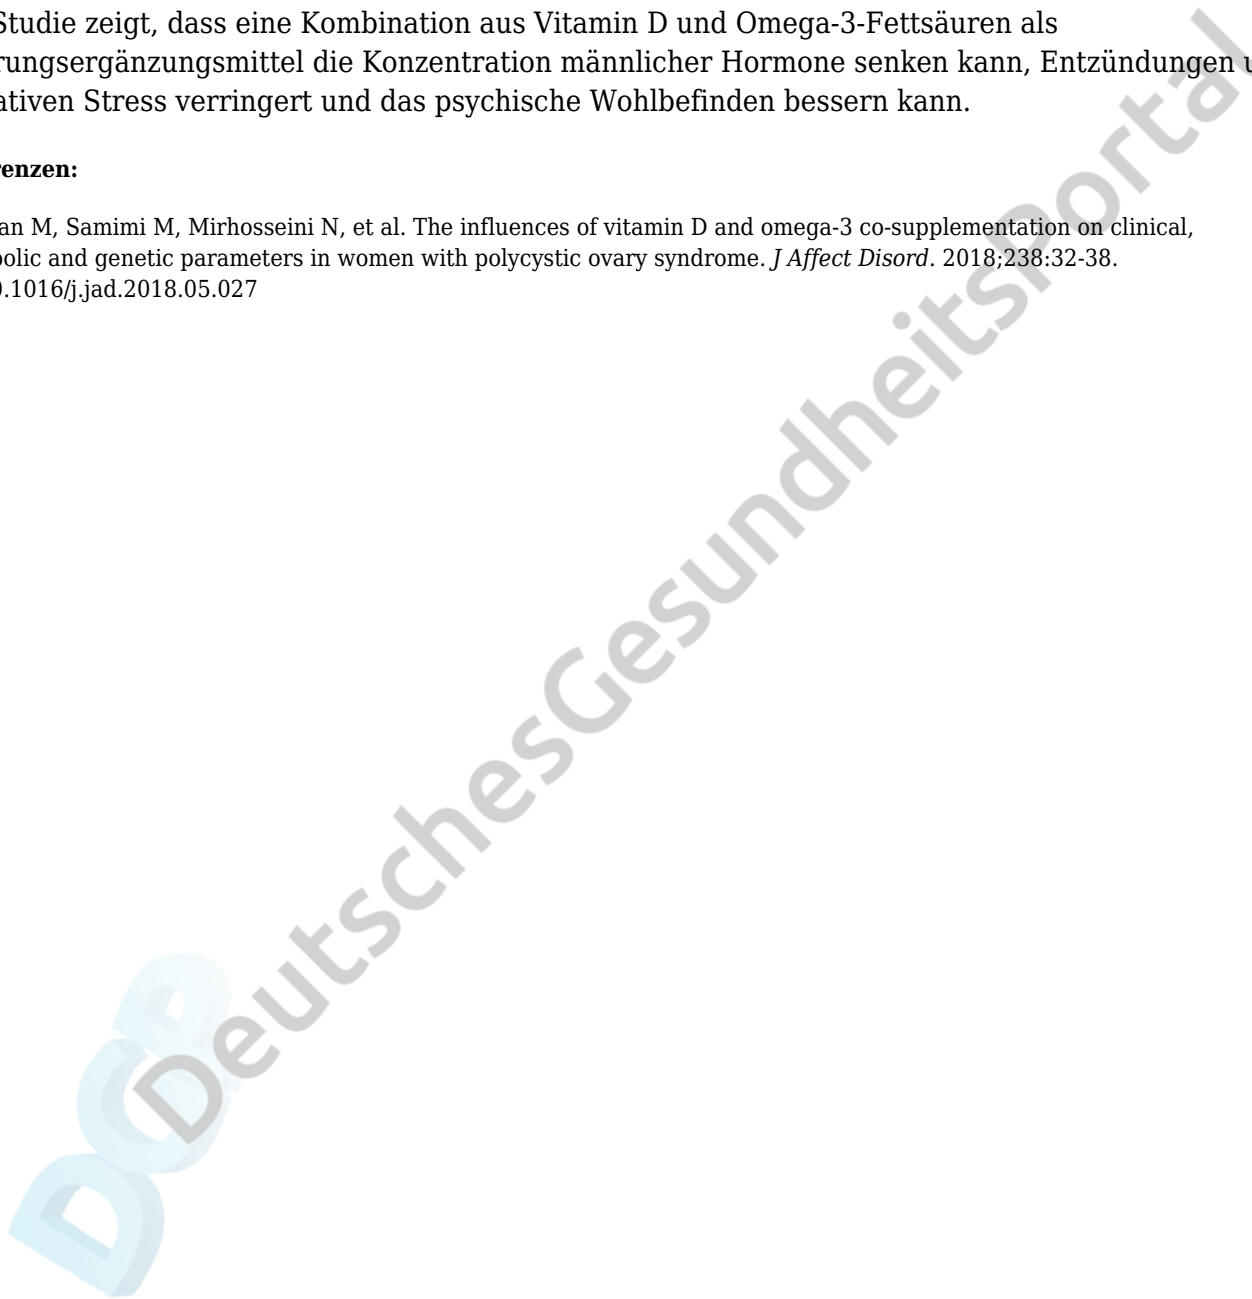 Studie zeigt, dass eine Kombination aus Vitamin D und Omega-3-Fettsäuren als
rungsergänzungsmittel die Konzentration männlicher Hormone senken kann, Entzündungen u
ativen Stress verringert und das psychische Wohlbefinden bessern kann.
renzen:
an M, Samimi M, Mirhosseini N, et al. The influences of vitamin D and omega-3 co-supplementation on clinical,
olic and genetic parameters in women with polycystic ovary syndrome. J Affect Disord. 2018;238:32-38.
.1016/j.jad.2018.05.027
DeutschesGesundheitsPortal
DGP